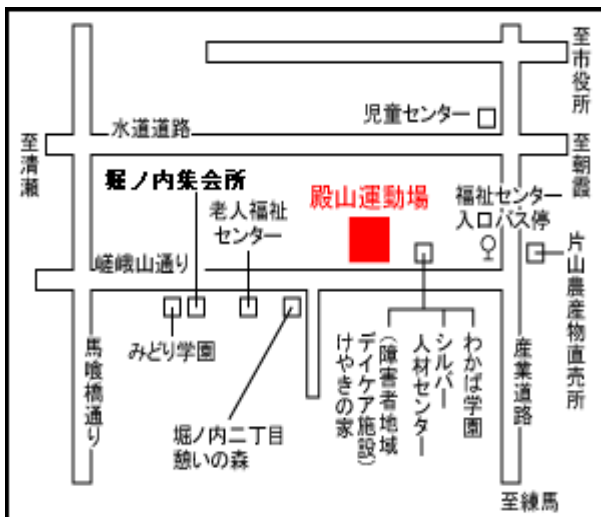 至市役所
児童センター
水道道路
至清瀬
至朝霞
堀ノ内集会所
老人福祉
センター
殿山運動場
福祉センター
入口バス停
嵯峨山通り
片山農産物直売所
みどり学園
馬喰橋通り
堀ノ内二丁目
憩いの森
わかば学園
シルバー
人材センター
(障害者地域
デイケア施設)
けやきの家
産業道路
至練馬